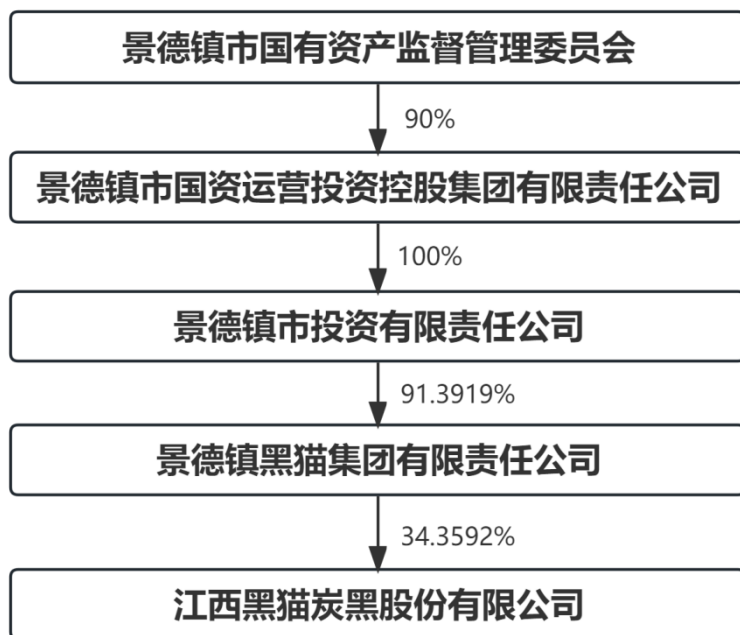 景德镇市国有资产监督管理委员会
90%
景德镇市国资运营投资控股集团有限责任公司
100%
景德镇市投资有限责任公司
91.3919%
景德镇黑猫集团有限责任公司
34.3592%
江西黑猫炭黑股份有限公司